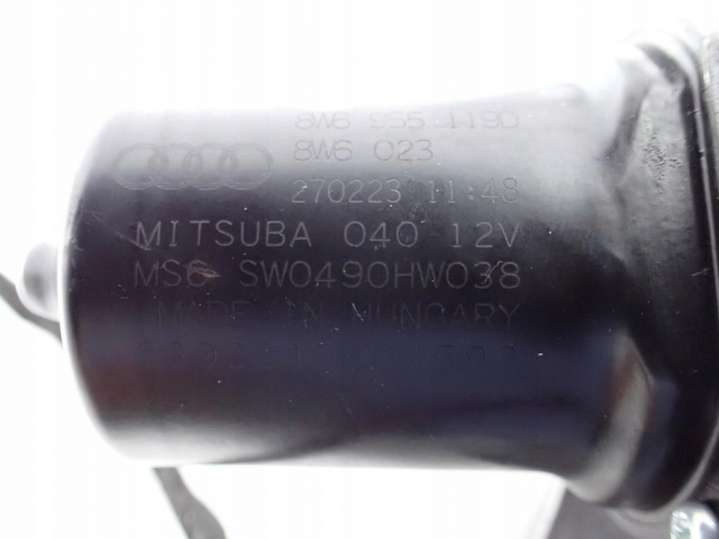 8W6 955 119D
8W6 023
270223 11:48
MITSUBA 040 12V
MS6 SW0490HW038
MADE IN HUNGARY